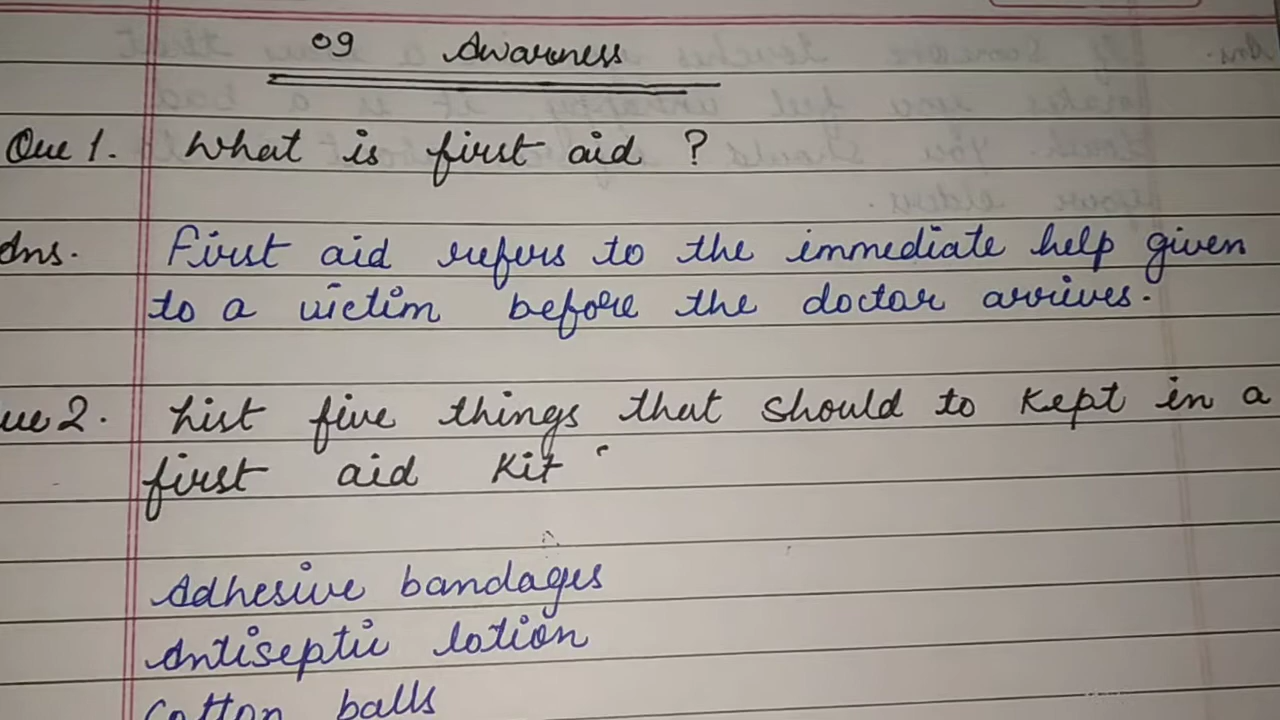 09 Awareness
Que 1. What is first aid ?
Ans. First aid refers to the immediate help given
to a victim before the doctor arrives.
ue 2. List five things that should to kept in a
first aid kit
Adhesive bandages
Antiseptic lotion
Cotton balls